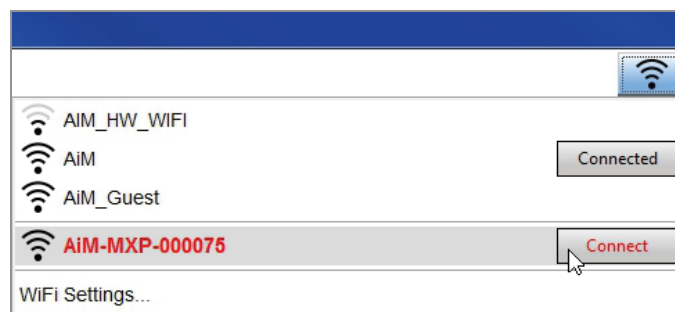 AiM_HW_WIFI
AiM
Connected
AiM_Guest
AiM-MXP-000075
Connect
WiFi Settings...